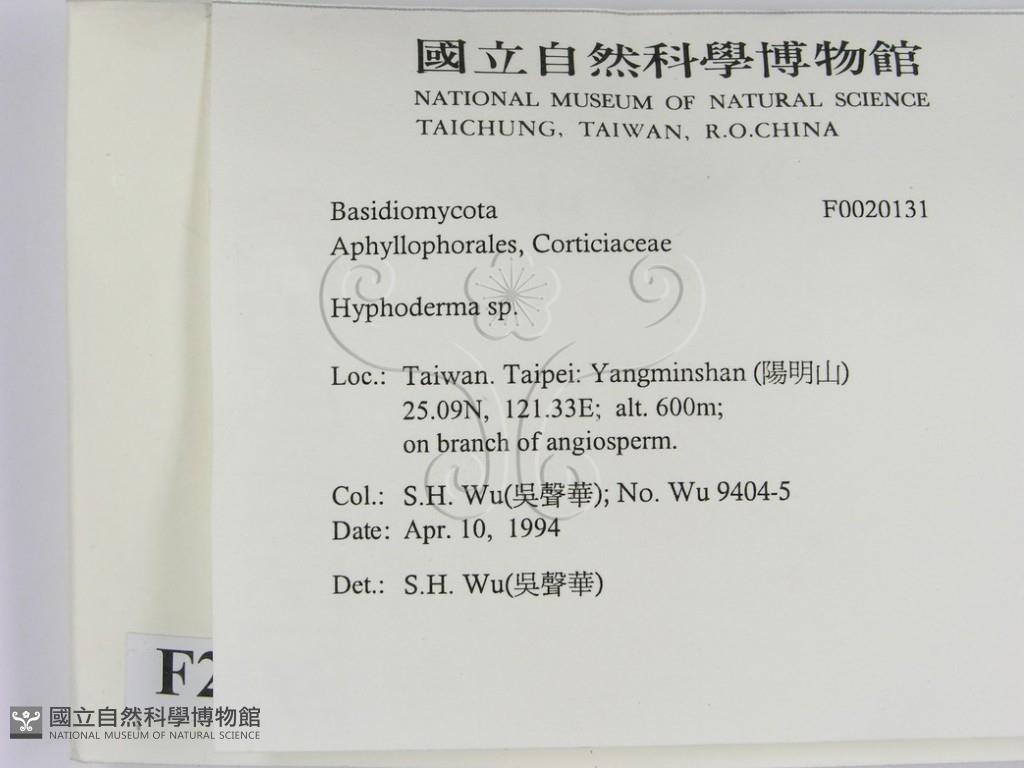 國立自然科學博物館
NATIONAL MUSEUM OF NATURAL SCIENCE
TAICHUNG, TAIWAN, R.O.CHINA
Basidiomycota F0020131
Aphyllophorales, Corticiaceae
Hyphoderma sp.
Loc.: Taiwan. Taipei: Yangminshan (陽明山)
25.09N, 121.33E; alt. 600m;
on branch of angiosperm.
Col.: S.H. Wu(吳聲華); No. Wu 9404-5
Date: Apr. 10, 1994
Det.: S.H. Wu(吳聲華)
F2
國立自然科學博物館
NATIONAL MUSEUM OF NATURAL SCIENCE